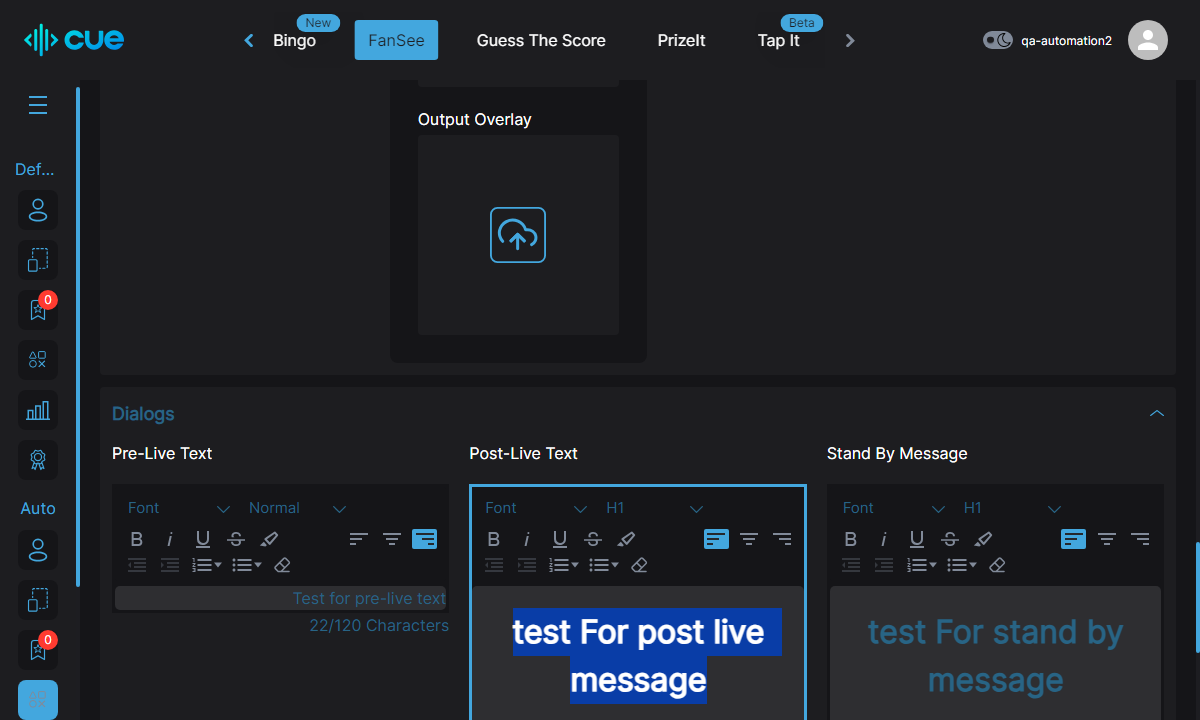 cue
Bingo
New
FanSee
Guess The Score
PrizeIt
Tap It
Beta
qa-automation2
Def...
0
Auto
0
Output Overlay
Dialogs
Pre-Live Text
Font
Normal
B i U S
Test for pre-live text
22/120 Characters
Post-Live Text
Font
H1
B i U S
test For post live
message
Stand By Message
Font
H1
B i U S
test For stand by
message